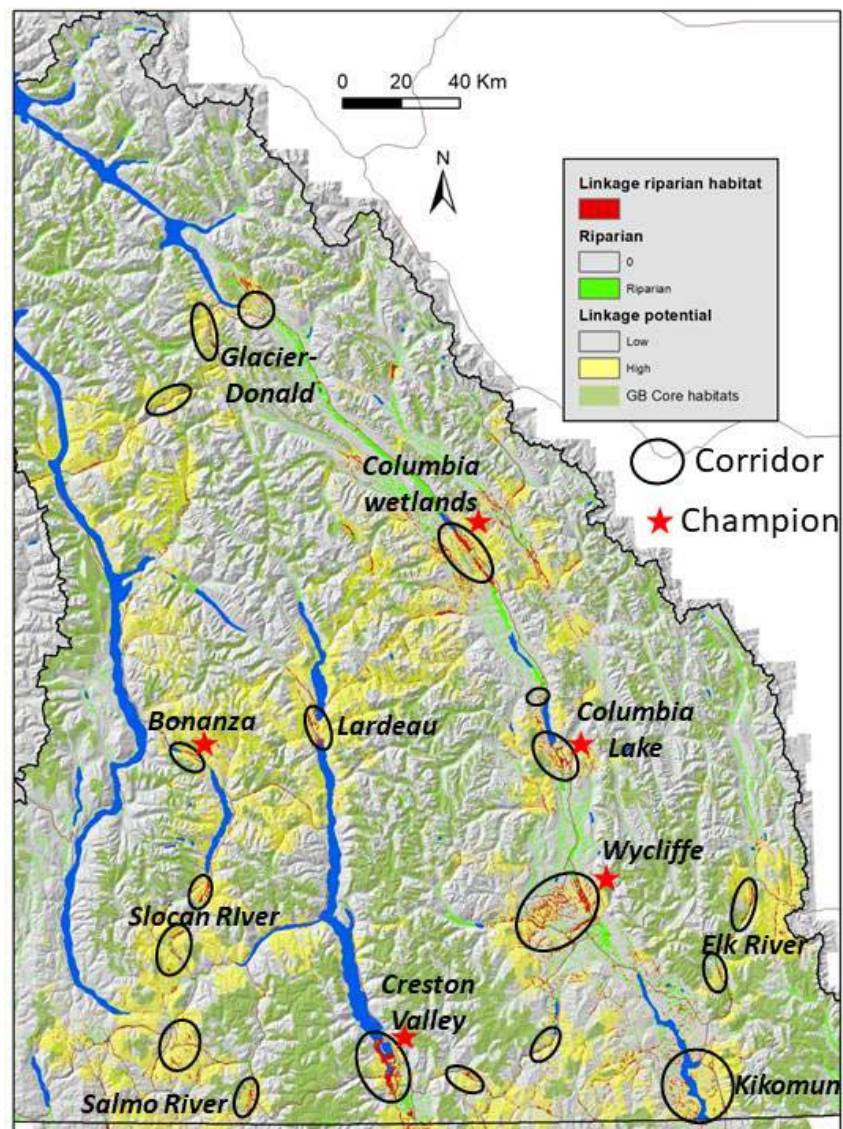 0 20 40 Km
N
Linkage riparian habitat
Riparian
0
Riparian
Linkage potential
Low
High
GB Core habitats
Corridor
Champion
Glacier-
Donald
Columbia
wetlands
Bonanza
Lardeau
Columbia
Lake
Wycliffe
Slocan RIver
Elk River
Creston
Valley
Salmo River
Kikomun